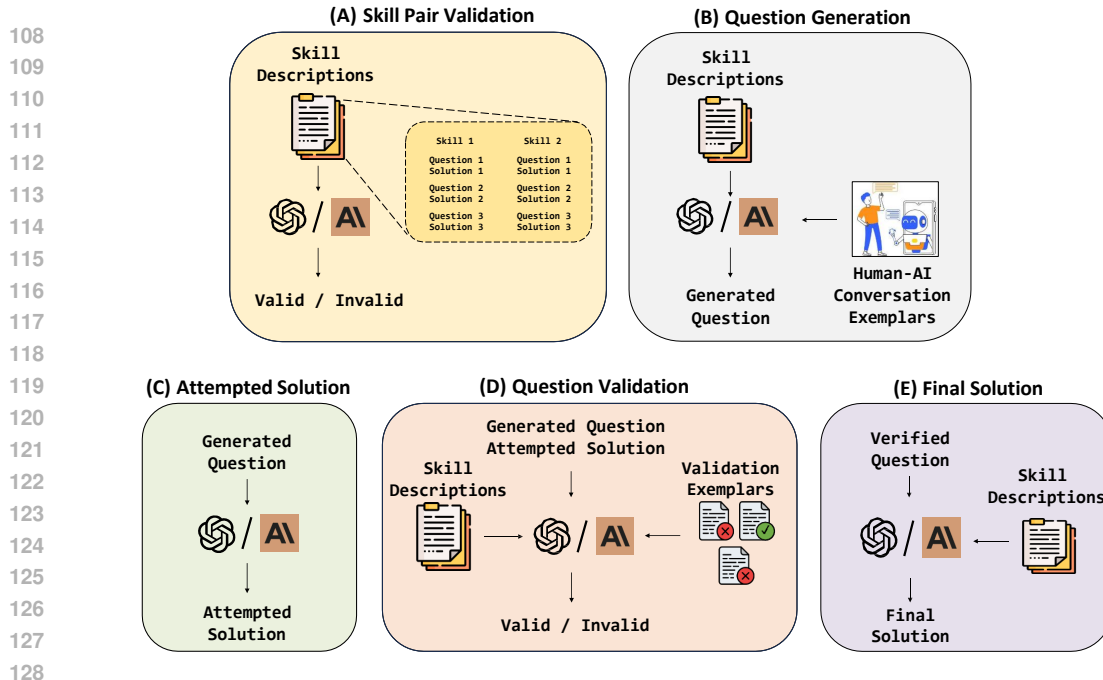 108
109
110
111
112
113
114
115
116
117
118
119
120
121
122
123
124
125
126
127
128
(A) Skill Pair Validation
Skill
Descriptions
Skill 1 Skill 2
Question 1 Question 1
Solution 1 Solution 1
Question 2 Question 2
Solution 2 Solution 2
Question 3 Question 3
Solution 3 Solution 3
/ A\
Valid / Invalid
(B) Question Generation
Skill
Descriptions
/ A\
Human-AI
Conversation
Exemplars
Generated
Question
(C) Attempted Solution
Generated
Question
/ A\
Attempted
Solution
(D) Question Validation
Generated Question
Attempted Solution
Skill
Descriptions
Validation
Exemplars
/ A\
Valid / Invalid
(E) Final Solution
Verified
Question
Skill
Descriptions
/ A\
Final
Solution